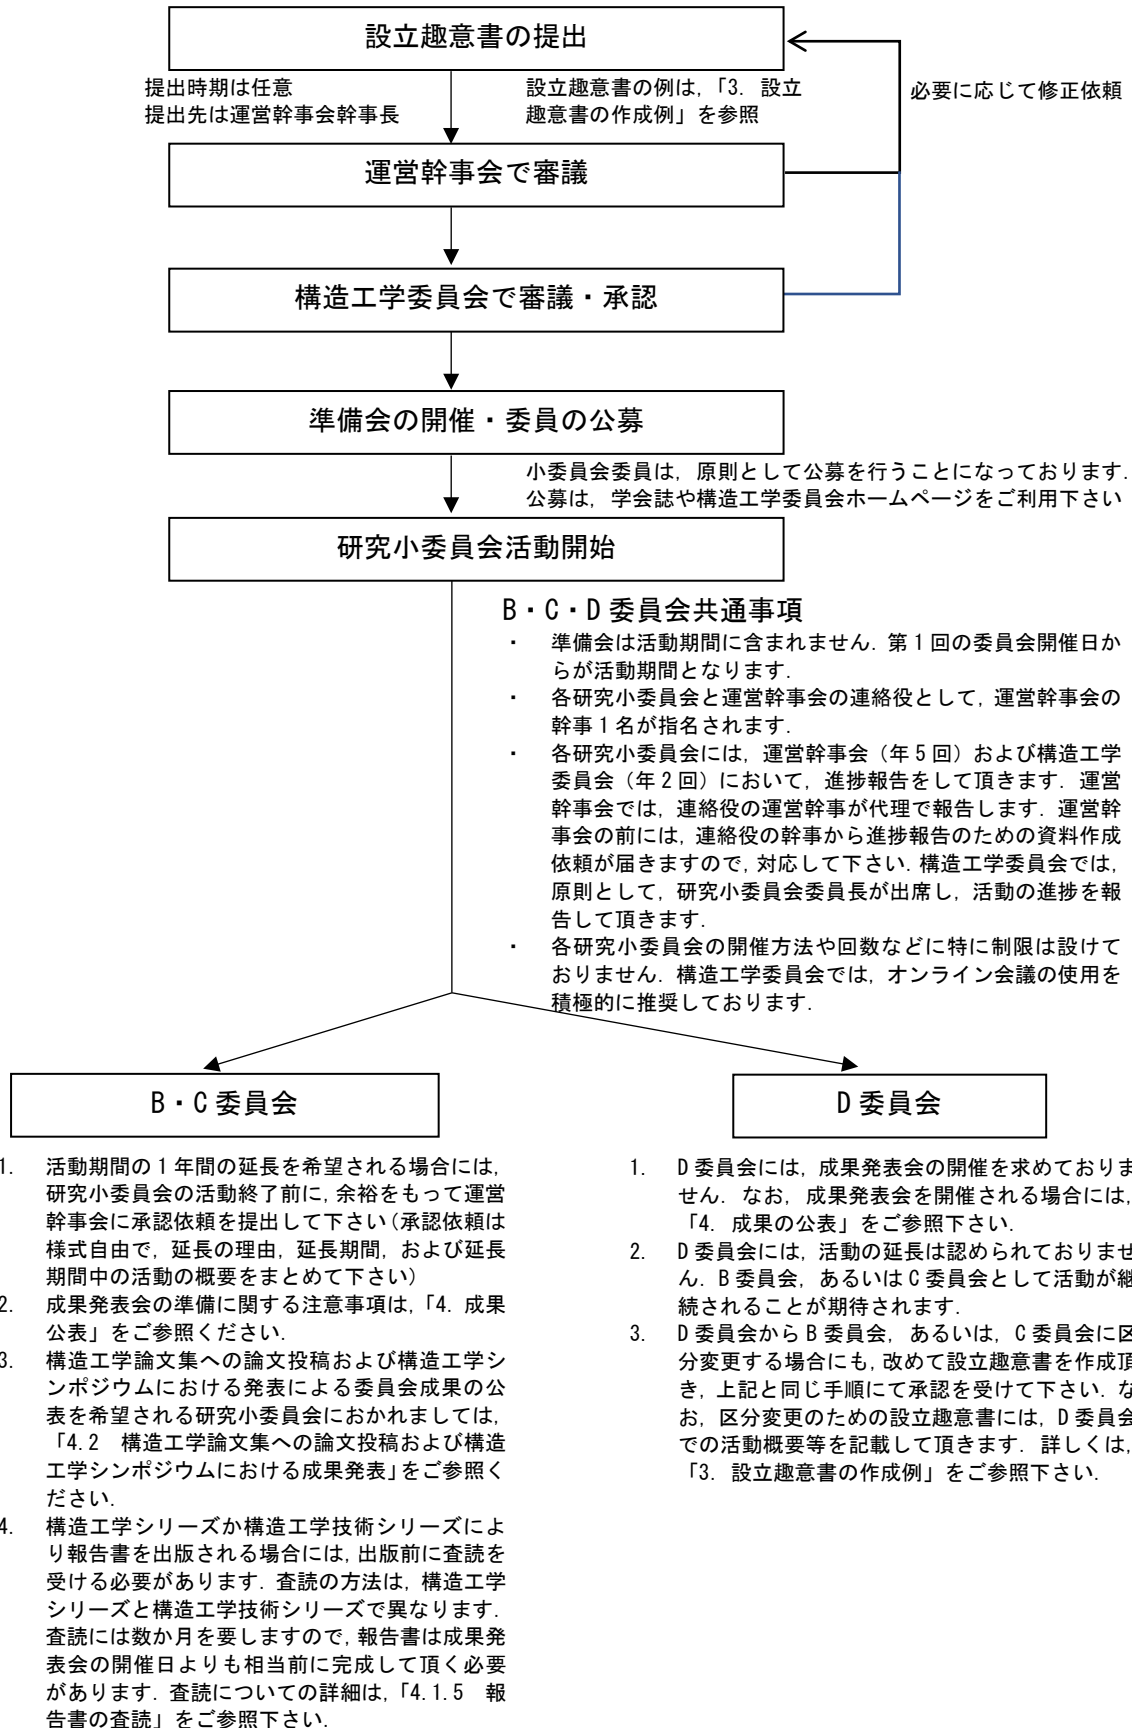 設立趣意書の提出
提出時期は任意
提出先は運営幹事会幹事長
設立趣意書の例は,「3. 設立
趣意書の作成例」を参照
必要に応じて修正依頼
運営幹事会で審議
構造工学委員会で審議・承認
準備会の開催・委員の公募
小委員会委員は, 原則として公募を行うことになっております.
公募は, 学会誌や構造工学委員会ホームページをご利用下さい
研究小委員会活動開始
B・C・D 委員会共通事項
・ 準備会は活動期間に含まれません. 第 1 回の委員会開催日か
らが活動期間となります.
・ 各研究小委員会と運営幹事会の連絡役として, 運営幹事会の
幹事 1 名が指名されます.
・ 各研究小委員会には, 運営幹事会（年 5 回）および構造工学
委員会（年 2 回）において, 進捗報告をして頂きます. 運営
幹事会では, 連絡役の運営幹事が代理で報告します. 運営幹
事会の前には, 連絡役の幹事から進捗報告のための資料作成
依頼が届きますので, 対応して下さい. 構造工学委員会では,
原則として, 研究小委員会委員長が出席し, 活動の進捗を報
告して頂きます.
・ 各研究小委員会の開催方法や回数などに特に制限は設けて
おりません. 構造工学委員会では, オンライン会議の使用を
積極的に推奨しております.
B・C 委員会
1. 活動期間の 1 年間の延長を希望される場合には,
研究小委員会の活動終了前に, 余裕をもって運営
幹事会に承認依頼を提出して下さい（承認依頼は
様式自由で, 延長の理由, 延長期間, および延長
期間中の活動の概要をまとめて下さい）
2. 成果発表会の準備に関する注意事項は,「4. 成果
公表」をご参照ください.
3. 構造工学論文集への論文投稿および構造工学シ
ンポジウムにおける発表による委員会成果の公
表を希望される研究小委員会におかれましては,
「4.2 構造工学論文集への論文投稿および構造
工学シンポジウムにおける成果発表」をご参照く
ださい.
4. 構造工学シリーズか構造工学技術シリーズによ
り報告書を出版される場合には, 出版前に査読を
受ける必要があります. 査読の方法は, 構造工学
シリーズと構造工学技術シリーズで異なります.
査読には数か月を要しますので, 報告書は成果発
表会の開催日よりも相当前に完成して頂く必要
があります. 査読についての詳細は,「4.1.5 報
告書の査読」をご参照下さい.
D 委員会
1. D 委員会には, 成果発表会の開催を求めておりま
せん. なお, 成果発表会を開催される場合には,
「4. 成果の公表」をご参照下さい.
2. D 委員会には, 活動の延長は認められておりませ
ん. B 委員会, あるいは C 委員会として活動が継
続されることが期待されます.
3. D 委員会から B 委員会, あるいは, C 委員会に区
分変更する場合にも, 改めて設立趣意書を作成頂
き, 上記と同じ手順にて承認を受けて下さい. な
お, 区分変更のための設立趣意書には, D 委員会
での活動概要等を記載して頂きます. 詳しくは,
「3. 設立趣意書の作成例」をご参照下さい.